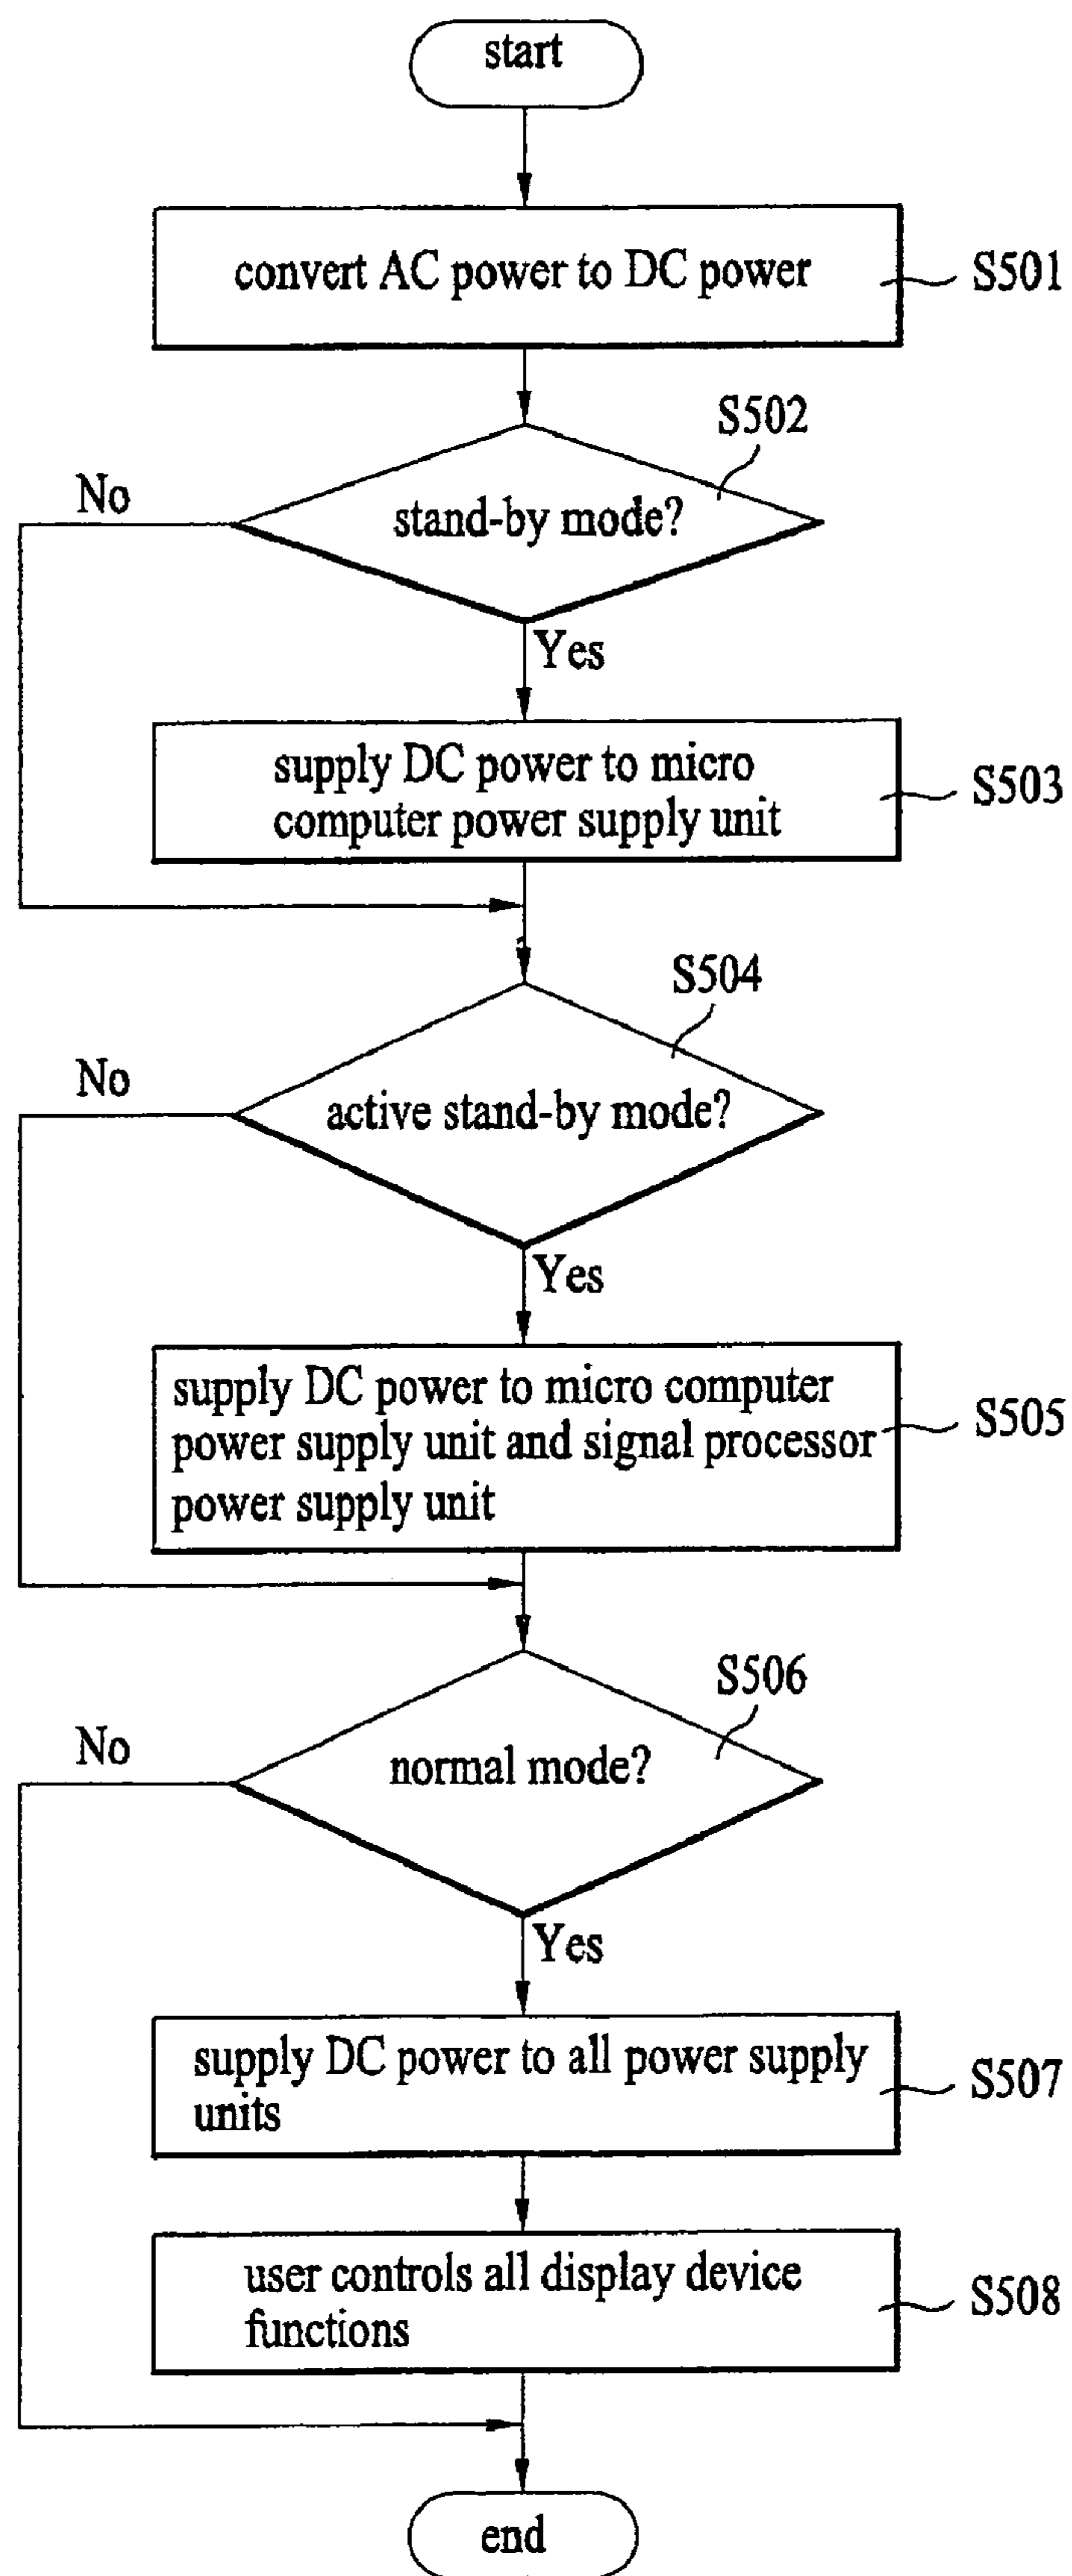 start
convert AC power to DC power
S501
S502
No
stand-by mode?
Yes
supply DC power to micro
computer power supply unit
S503
S504
No
active stand-by mode?
Yes
supply DC power to micro computer
power supply unit and signal processor
power supply unit
S505
S506
No
normal mode?
Yes
supply DC power to all power supply
units
S507
user controls all display device
functions
S508
end